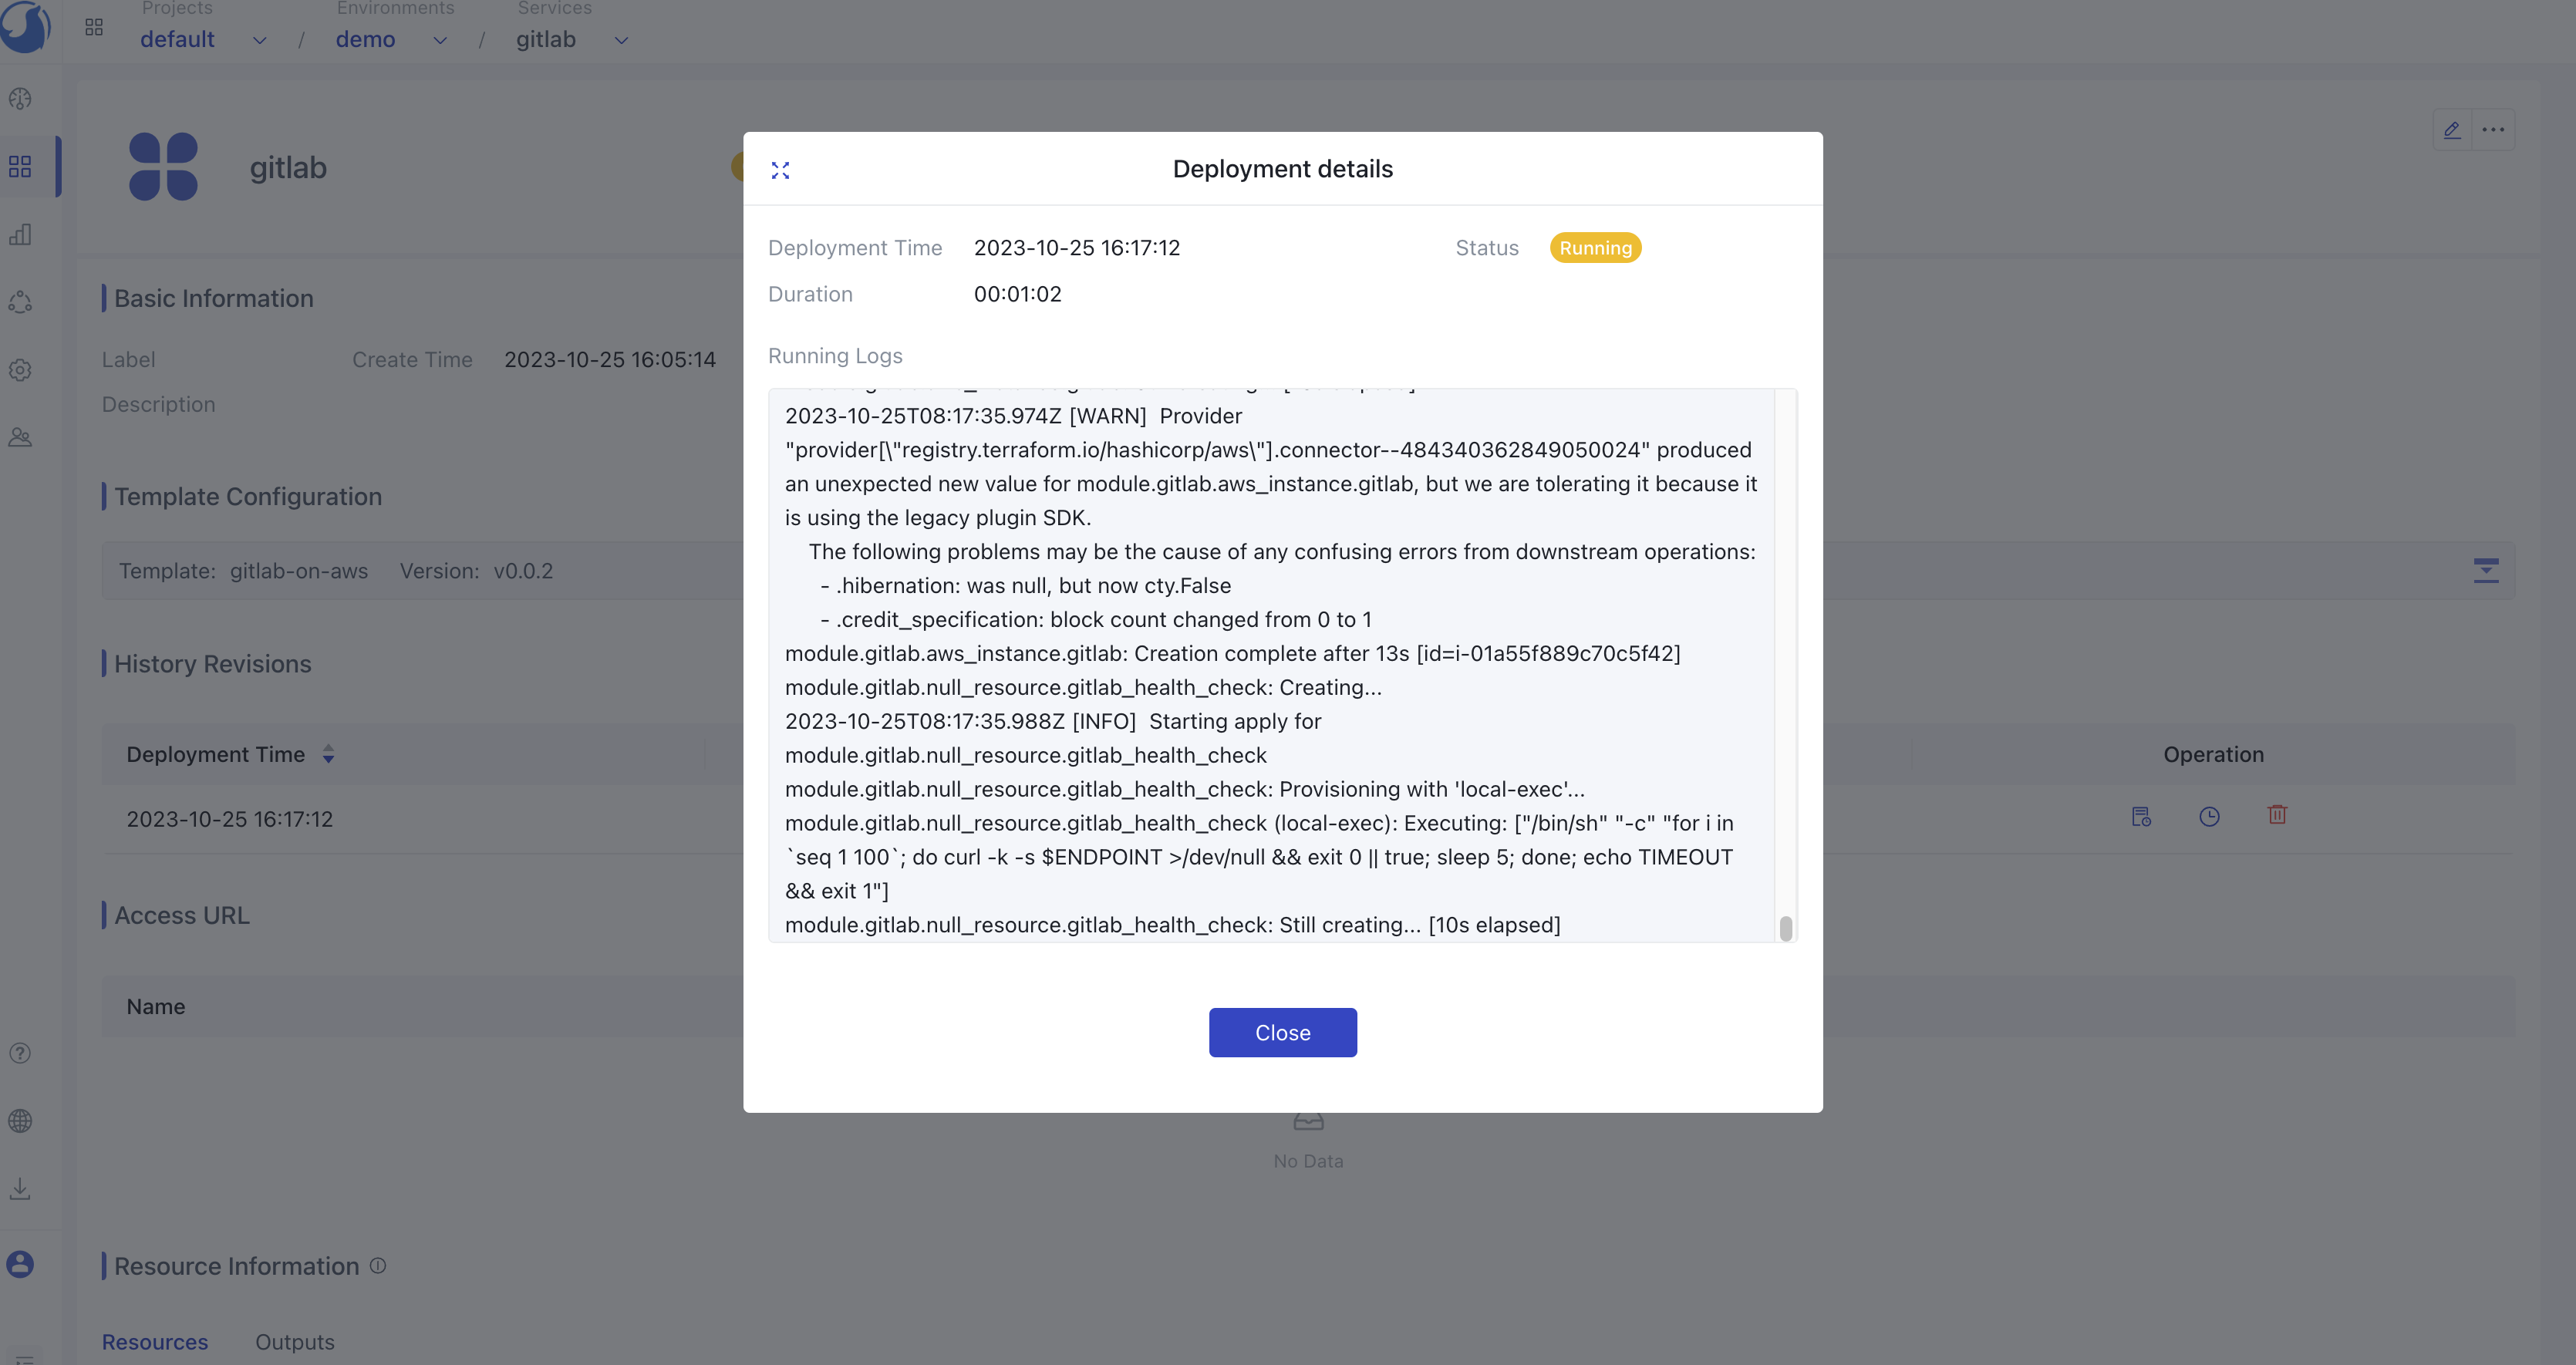 Projects
Environments
Services
default
/
demo
/
gitlab
gitlab
Basic Information
Label
Create Time
2023-10-25 16:05:14
Description
Template Configuration
Template: gitlab-on-aws
Version: v0.0.2
History Revisions
Deployment Time
Operation
2023-10-25 16:17:12
Access URL
Name
No Data
Resource Information
Resources
Outputs
Deployment details
Deployment Time
2023-10-25 16:17:12
Status
Running
Duration
00:01:02
Running Logs
2023-10-25T08:17:35.974Z [WARN]  Provider
"provider[\"registry.terraform.io/hashicorp/aws\"].connector--484340362849050024" produced
an unexpected new value for module.gitlab.aws_instance.gitlab, but we are tolerating it because it
is using the legacy plugin SDK.
The following problems may be the cause of any confusing errors from downstream operations:
- .hibernation: was null, but now cty.False
- .credit_specification: block count changed from 0 to 1
module.gitlab.aws_instance.gitlab: Creation complete after 13s [id=i-01a55f889c70c5f42]
module.gitlab.null_resource.gitlab_health_check: Creating...
2023-10-25T08:17:35.988Z [INFO]  Starting apply for
module.gitlab.null_resource.gitlab_health_check
module.gitlab.null_resource.gitlab_health_check: Provisioning with 'local-exec'...
module.gitlab.null_resource.gitlab_health_check (local-exec): Executing: ["/bin/sh" "-c" "for i in
`seq 1 100`; do curl -k -s $ENDPOINT >/dev/null && exit 0 || true; sleep 5; done; echo TIMEOUT
&& exit 1"]
module.gitlab.null_resource.gitlab_health_check: Still creating... [10s elapsed]
Close